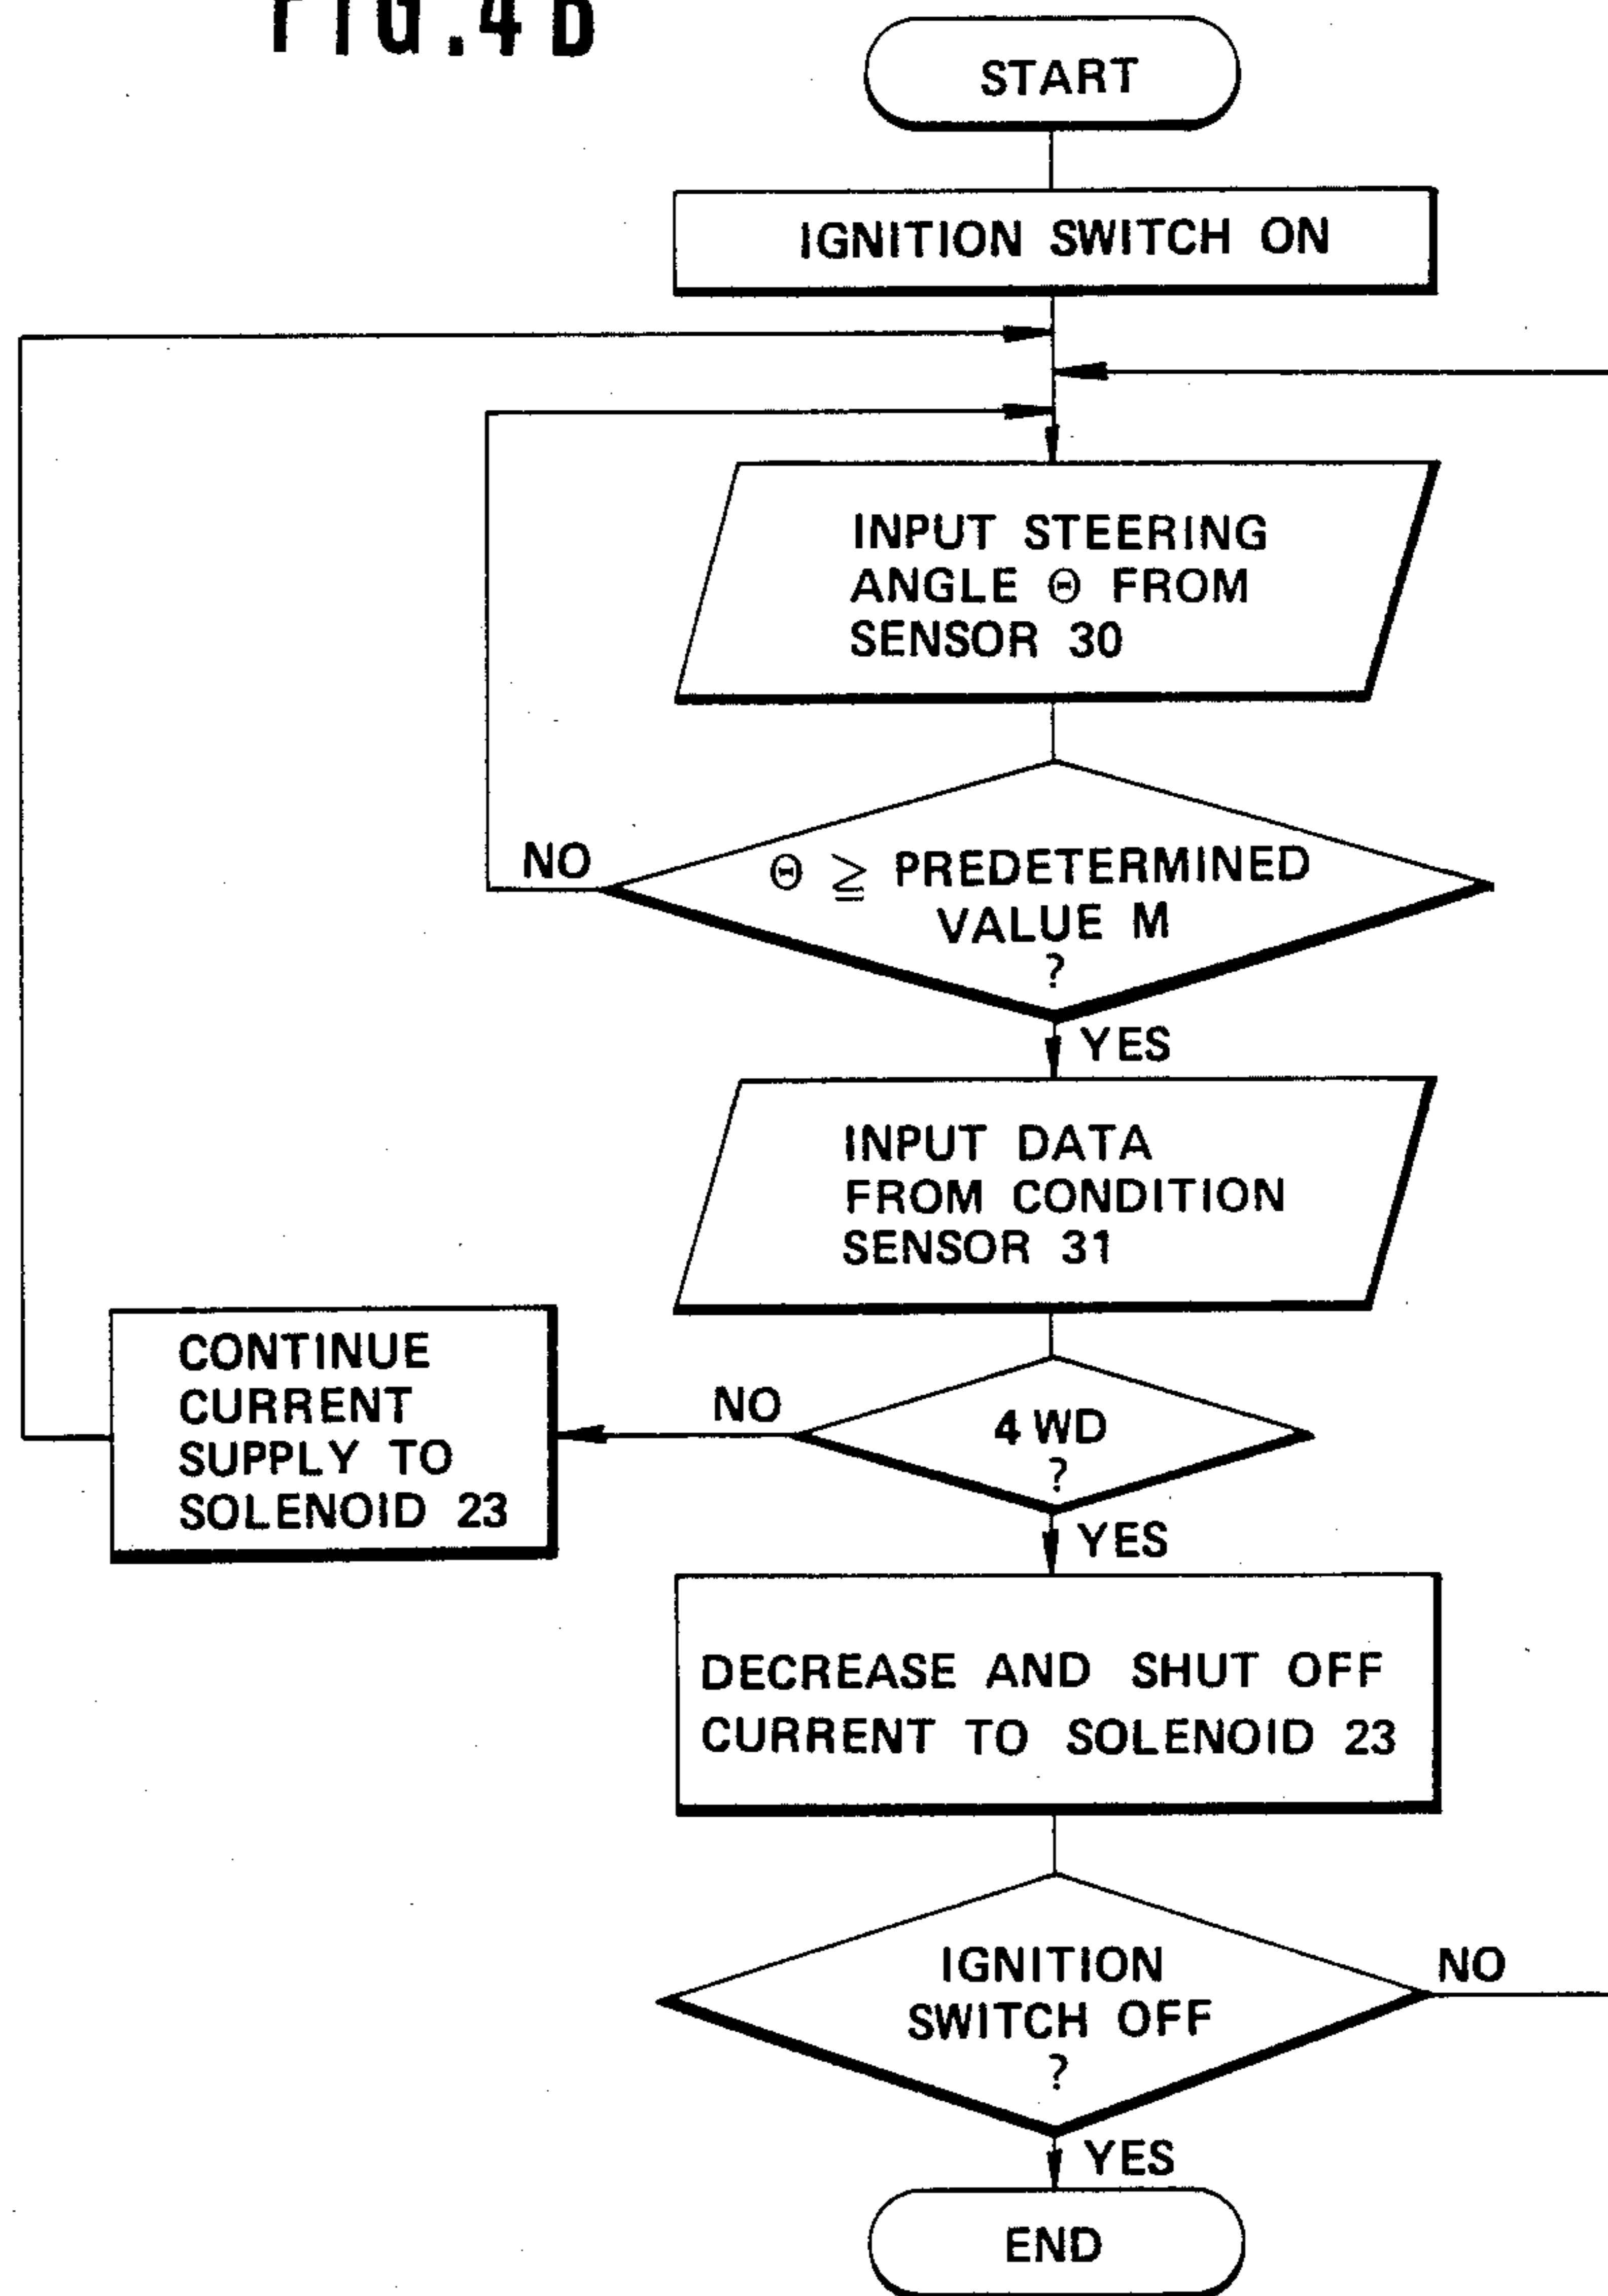 FIG.4B
START
IGNITION SWITCH ON
INPUT STEERING
ANGLE Θ FROM
SENSOR 30
NO
Θ ≧ PREDETERMINED
VALUE M
?
YES
INPUT DATA
FROM CONDITION
SENSOR 31
CONTINUE
CURRENT
SUPPLY TO
SOLENOID 23
NO
4 WD
?
YES
DECREASE AND SHUT OFF
CURRENT TO SOLENOID 23
IGNITION
SWITCH OFF
?
NO
YES
END